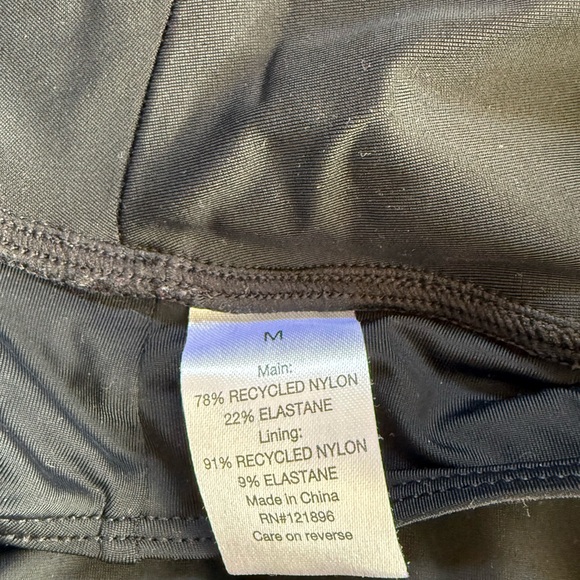 M
Main:
78% RECYCLED NYLON
22% ELASTANE
Lining:
91% RECYCLED NYLON
9% ELASTANE
Made in China
RN#121896
Care on reverse